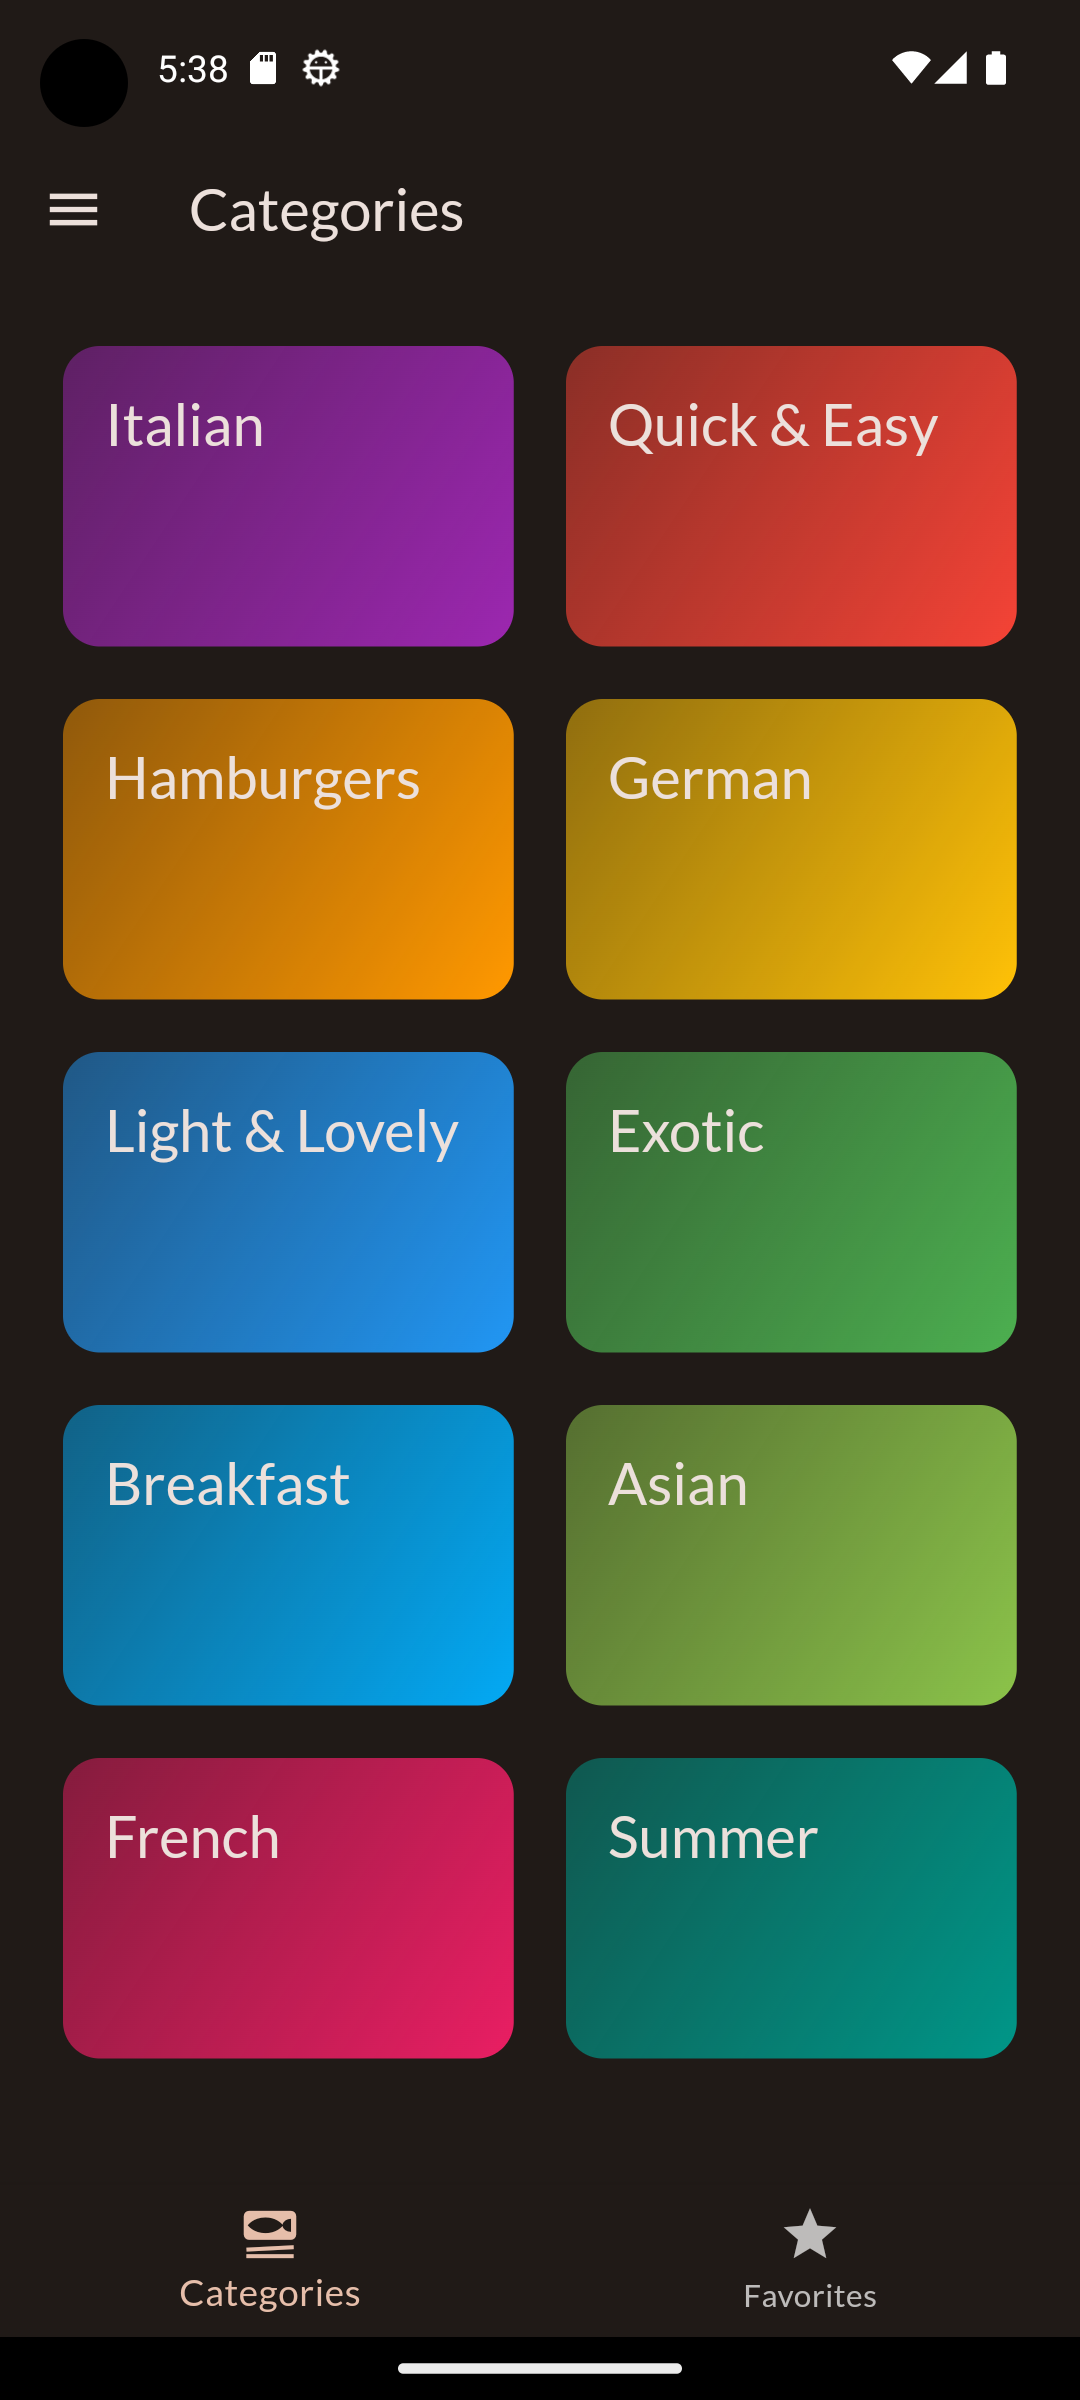 5:38
Categories
Italian
Quick & Easy
Hamburgers
German
Light & Lovely
Exotic
Breakfast
Asian
French
Summer
Categories
Favorites